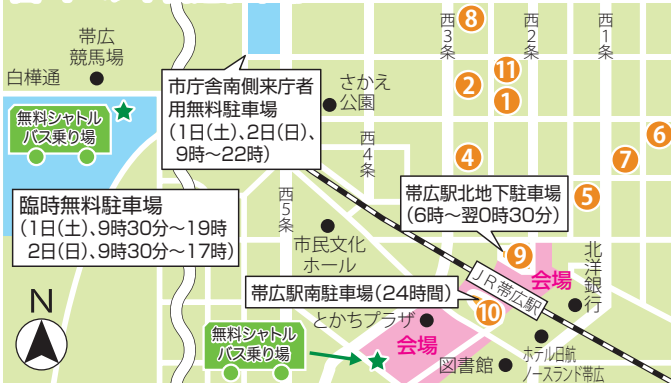 西3条
西2条
西1条
⑧
帯広
競馬場
白樺通
無料シャトル
バス乗り場
市庁舎南側来庁者
用無料駐車場
(1日(土)、2日(日)、
9時～22時)
さかえ
公園
②
⑪
①
⑥
西4条
④
⑦
臨時無料駐車場
(1日(土)、9時30分～19時
2日(日)、9時30分～17時)
西5条
帯広駅北地下駐車場
(6時～翌0時30分)
⑤
市民文化
ホール
⑨
会場
北洋銀行
JR帯広駅
帯広駅南駐車場(24時間)
⑩
N
とかちプラザ
会場
無料シャトル
バス乗り場
図書館
ホテル日航
ノースランド帯広